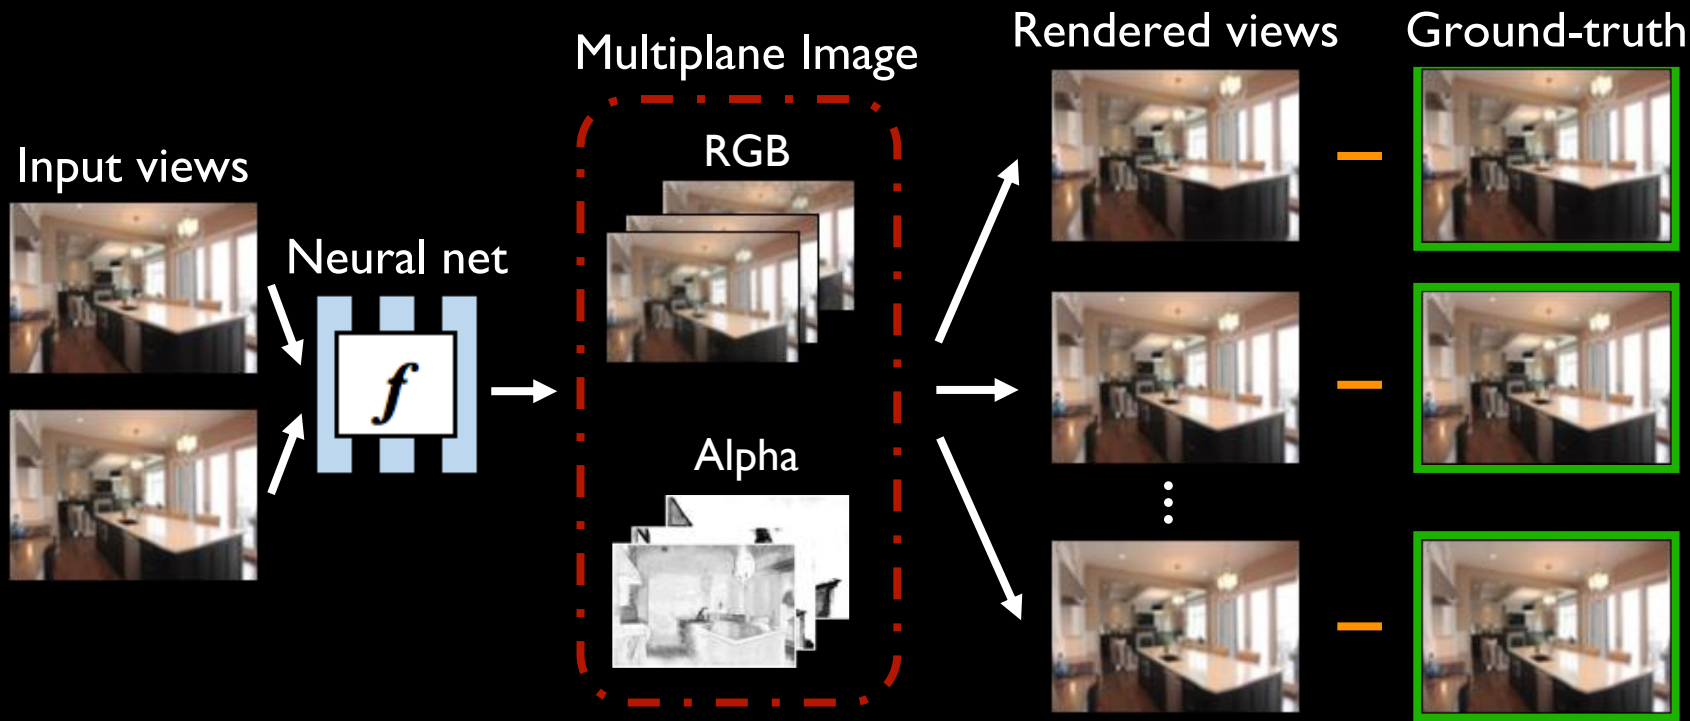 Input views
Neural net
f
Multiplane Image
RGB
Alpha
Rendered views
Ground-truth